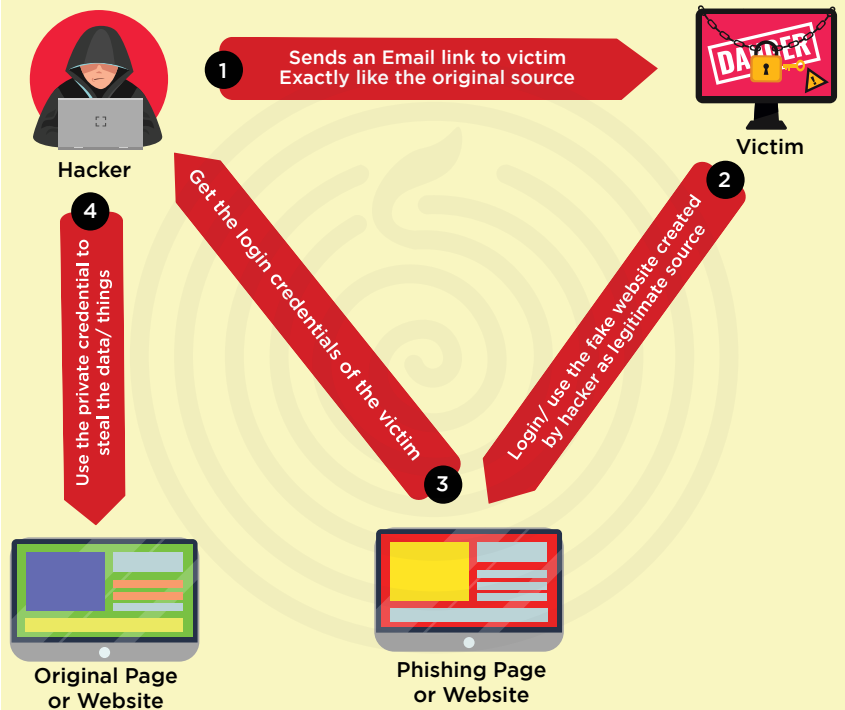 1
Sends an Email link to victim
Exactly like the original source
DANGER
Hacker
Victim
2
Login/ use the fake website created
by hacker as legitimate source
Get the login credentials of the victim
3
4
Use the private credential to
steal the data/ things
Original Page
or Website
Phishing Page
or Website